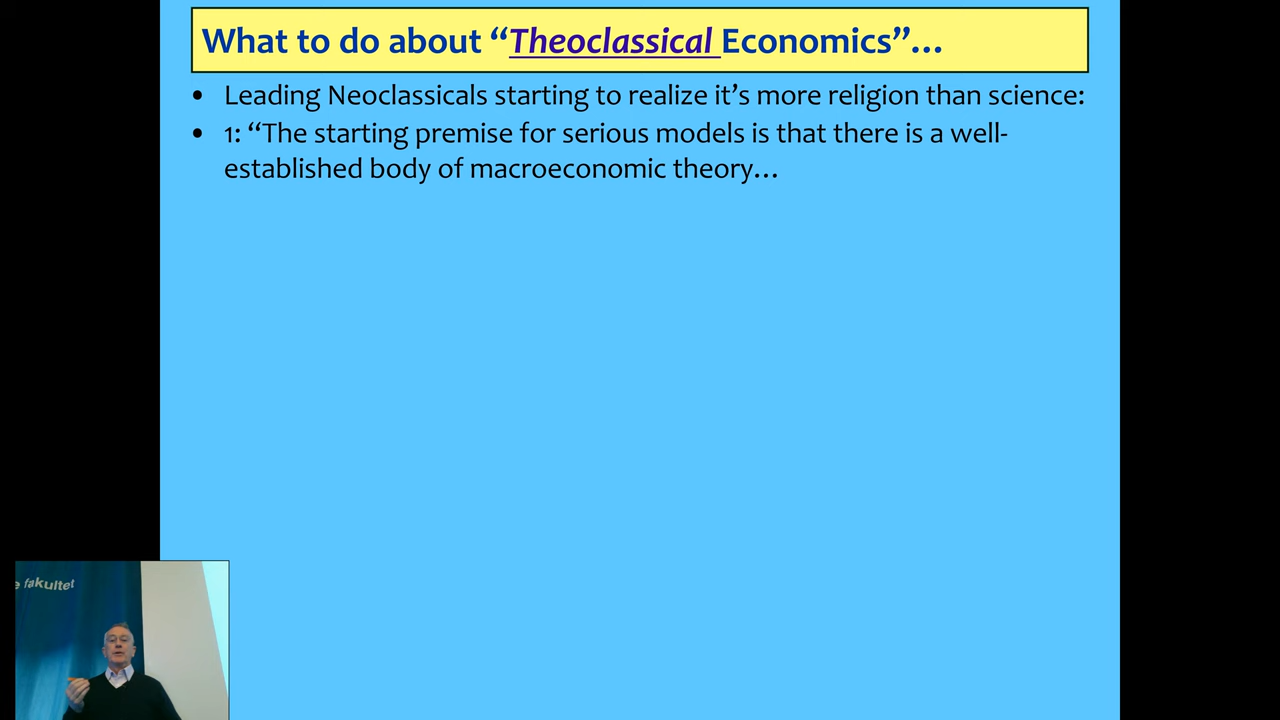 What to do about “Theoclassical Economics”…
• Leading Neoclassicals starting to realize it’s more religion than science:
• 1: “The starting premise for serious models is that there is a well-
established body of macroeconomic theory…
e fakultet